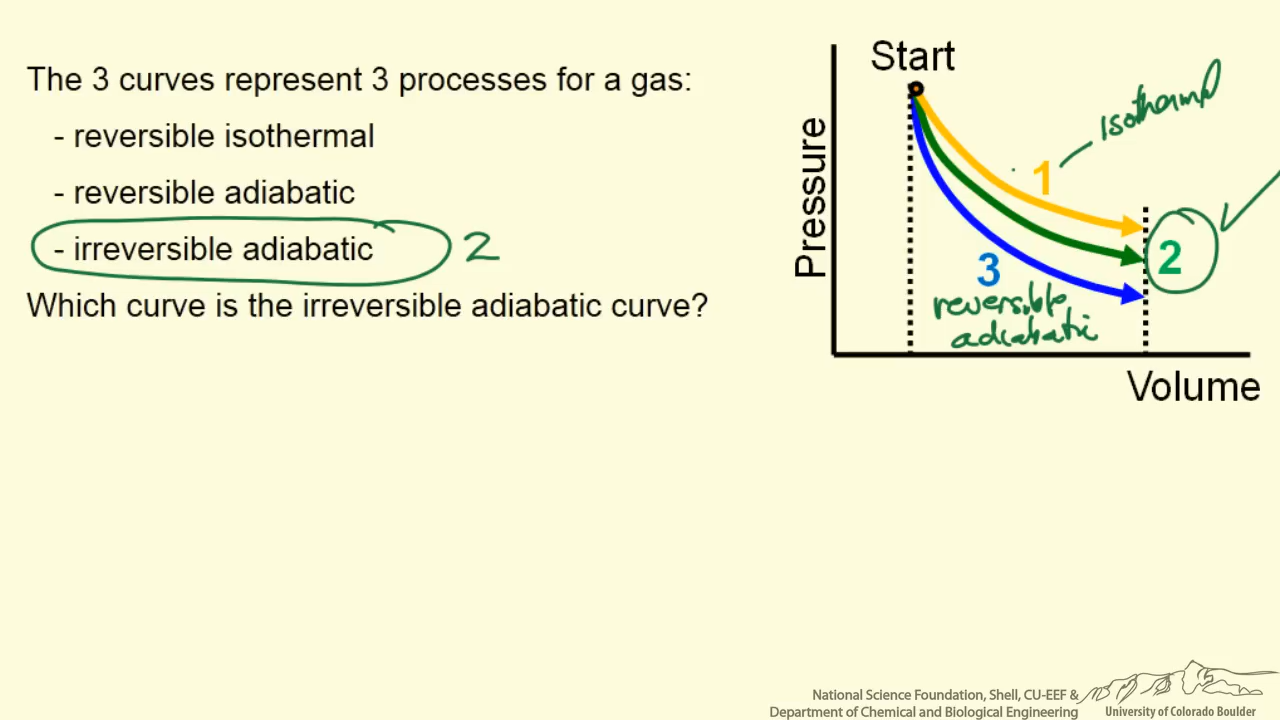 The 3 curves represent 3 processes for a gas:
- reversible isothermal
- reversible adiabatic
- irreversible adiabatic 2
Which curve is the irreversible adiabatic curve?
Start
isothermal
Pressure
1
2
3
reversible
adiabatic
Volume
National Science Foundation, Shell, CU-EEF &
Department of Chemical and Biological Engineering
University of Colorado Boulder